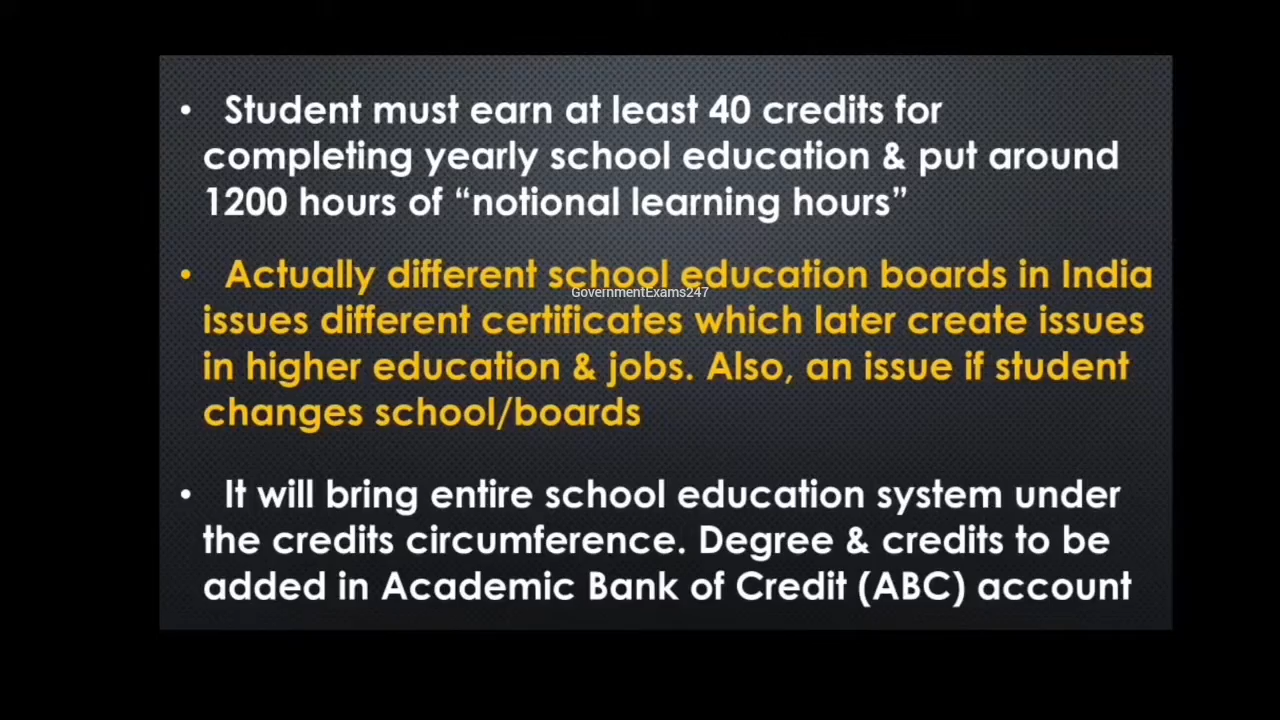 • Student must earn at least 40 credits for
completing yearly school education & put around
1200 hours of “notional learning hours”
• Actually different school education boards in India
GovernmentExams247
issues different certificates which later create issues
in higher education & jobs. Also, an issue if student
changes school/boards
• It will bring entire school education system under
the credits circumference. Degree & credits to be
added in Academic Bank of Credit (ABC) account